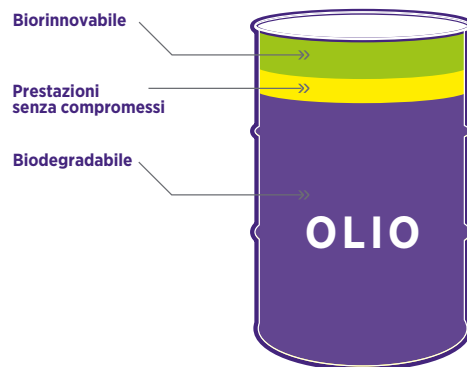 Biorinnovabile
Prestazioni
senza compromessi
Biodegradabile
OLIO